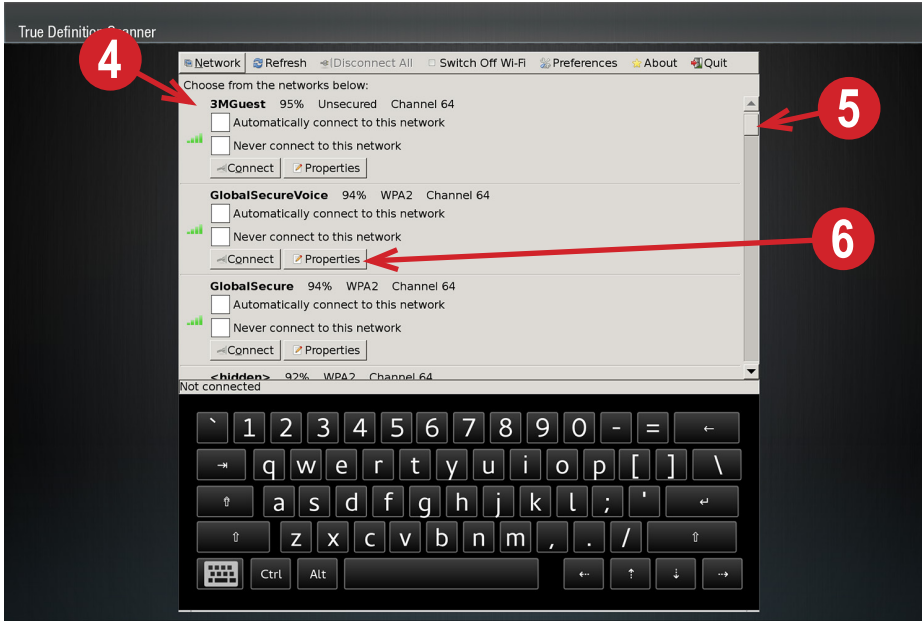 True Definition Scanner
4
Network Refresh Disconnect All Switch Off Wi-Fi Preferences About Quit
Choose from the networks below:
3MGuest 95% Unsecured Channel 64
5
Automatically connect to this network
Never connect to this network
Connect Properties
GlobalSecureVoice 94% WPA2 Channel 64
Automatically connect to this network
6
Never connect to this network
Connect Properties
GlobalSecure 94% WPA2 Channel 64
Automatically connect to this network
Never connect to this network
Connect Properties
<hidden> 92% WPA2 Channel 64
Not connected
` 1 2 3 4 5 6 7 8 9 0 - = ←
⇥ q w e r t y u i o p [ ] \
⇧ a s d f g h j k l ; ' ↵
⇧ z x c v b n m , . / ⇧
Ctrl Alt ⇠ ⇡ ⇣ ⇢